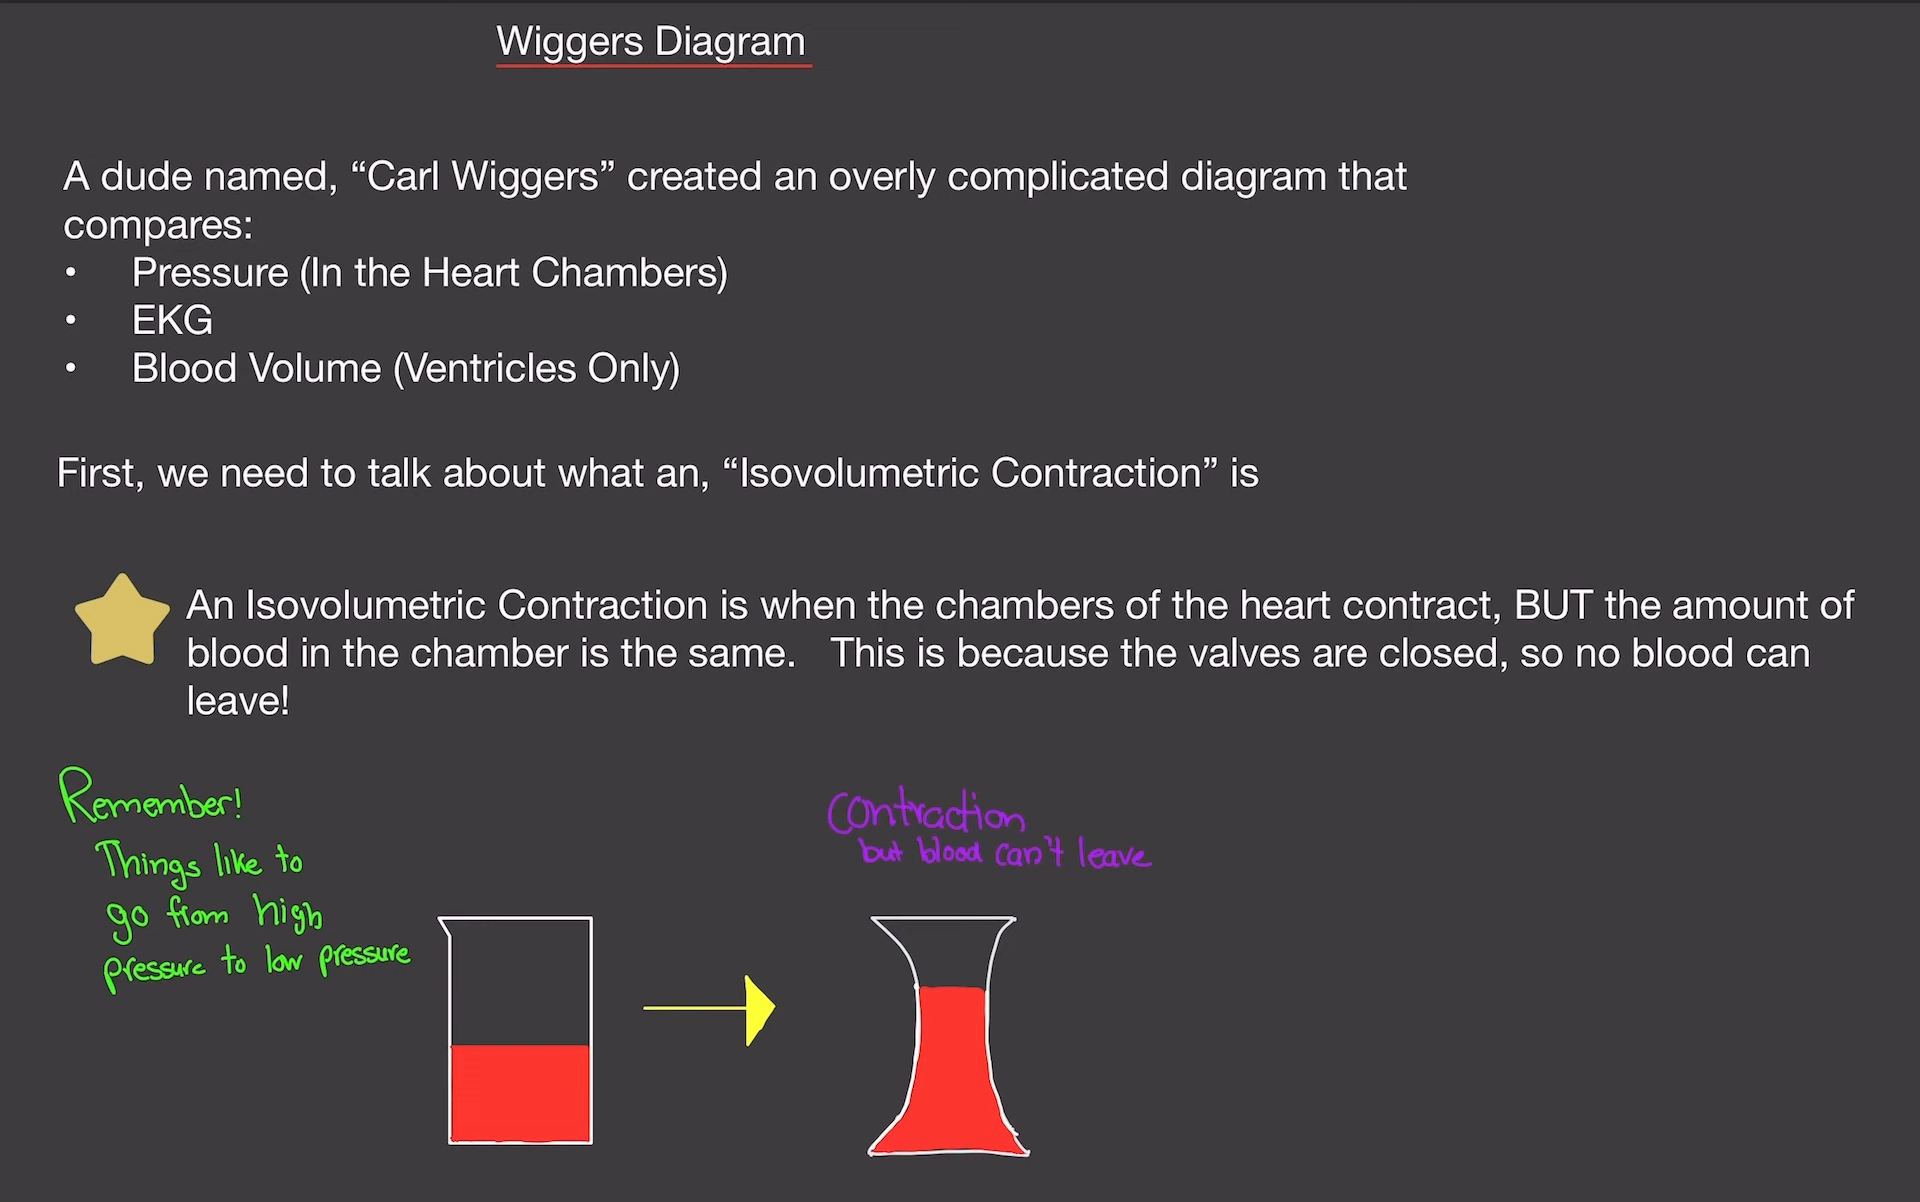 Wiggers Diagram
A dude named, “Carl Wiggers” created an overly complicated diagram that
compares:
• Pressure (In the Heart Chambers)
• EKG
• Blood Volume (Ventricles Only)
First, we need to talk about what an, “Isovolumetric Contraction” is
An Isovolumetric Contraction is when the chambers of the heart contract, BUT the amount of
blood in the chamber is the same. This is because the valves are closed, so no blood can
leave!
Remember!
Things like to
go from high
pressure to low pressure
Contraction
but blood can't leave